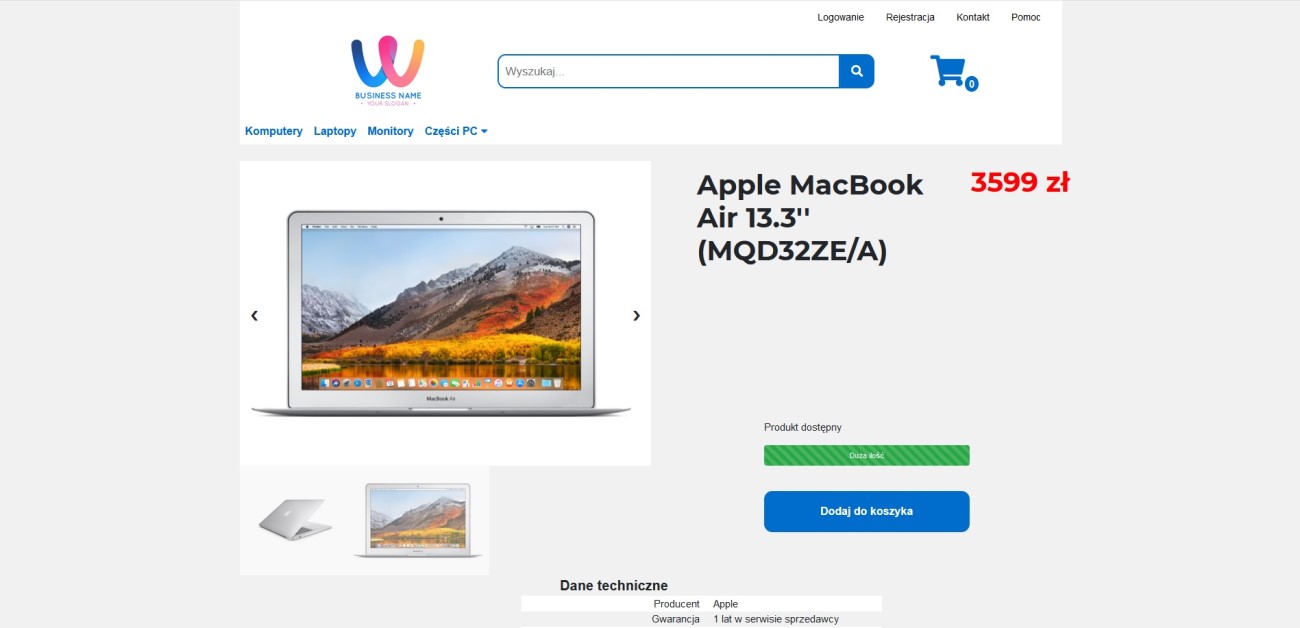 Logowanie Rejestracja Kontakt Pomoc
BUSINESS NAME
- YOUR SLOGAN -
Wyszukaj...
0
Komputery Laptopy Monitory Części PC
Apple MacBook
Air 13.3''
(MQD32ZE/A)
3599 zł
MacBook Air
Produkt dostępny
Duża ilość
Dodaj do koszyka
Dane techniczne
Producent Apple
Gwarancja 1 lat w serwisie sprzedawcy